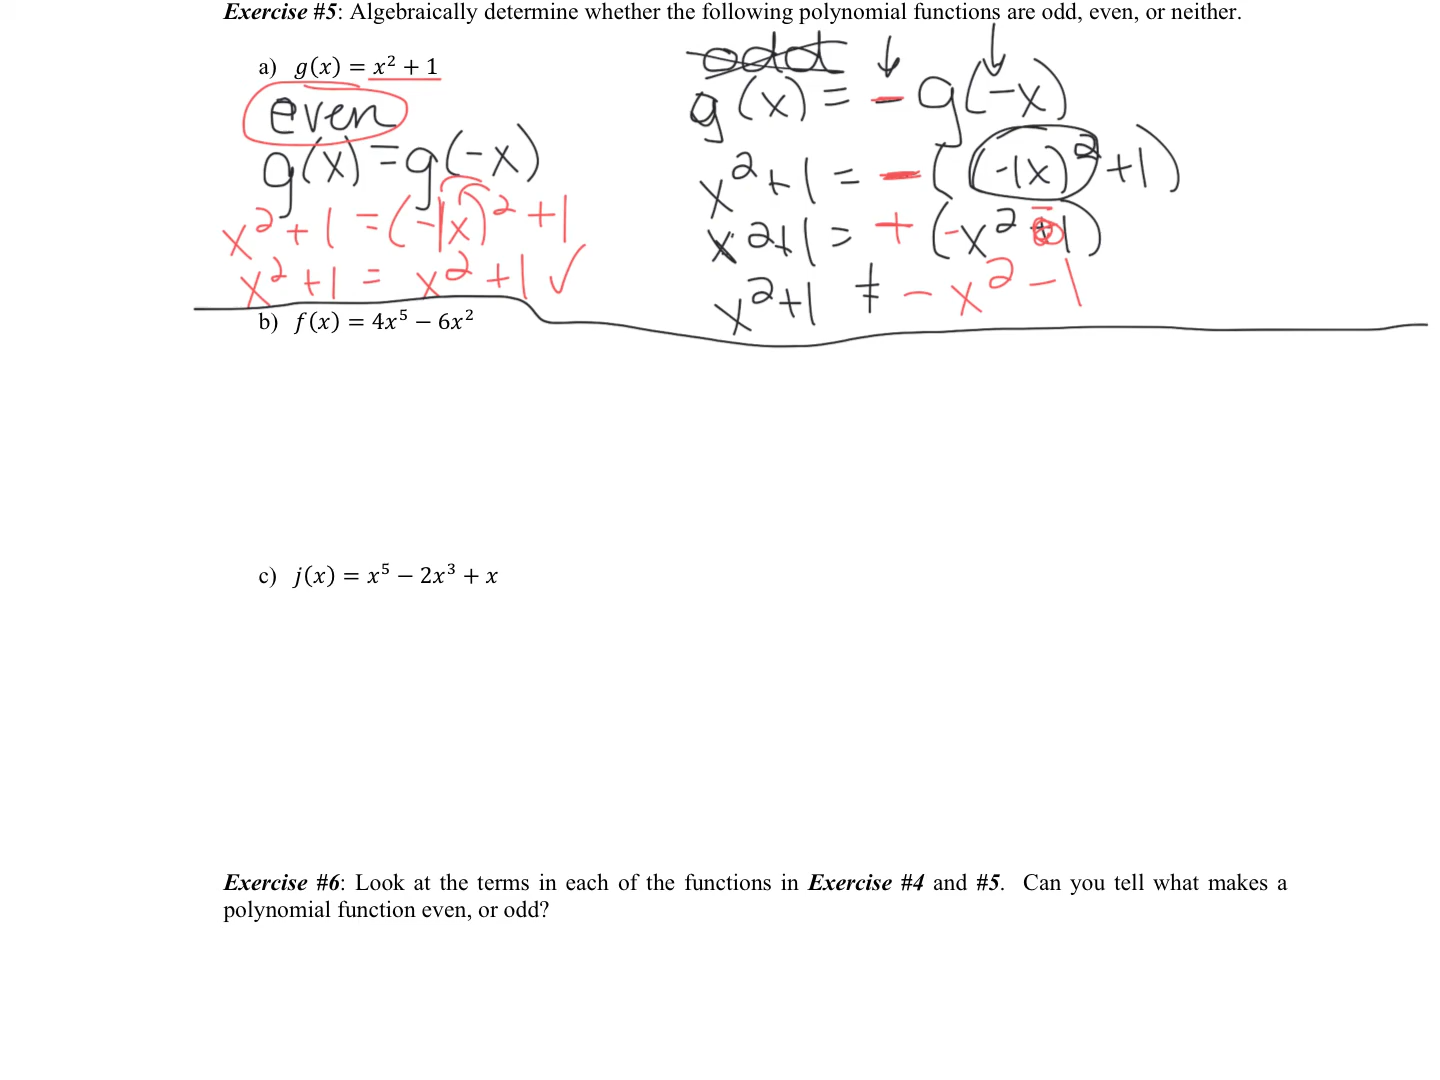 Exercise #5: Algebraically determine whether the following polynomial functions are odd, even, or neither.
a) g(x) = x² + 1
even
g(x) = g(-x)
x² + 1 = (-1x)² + 1
x² + 1 = x² + 1 ✓
odd
g(x) = - g(-x)
x² + 1 = - ((-1x)² + 1)
x² + 1 = + (-x² - 1)
x² + 1 ≠ - x² - 1
b) f(x) = 4x⁵ − 6x²
c) j(x) = x⁵ − 2x³ + x
Exercise #6: Look at the terms in each of the functions in Exercise #4 and #5. Can you tell what makes a
polynomial function even, or odd?